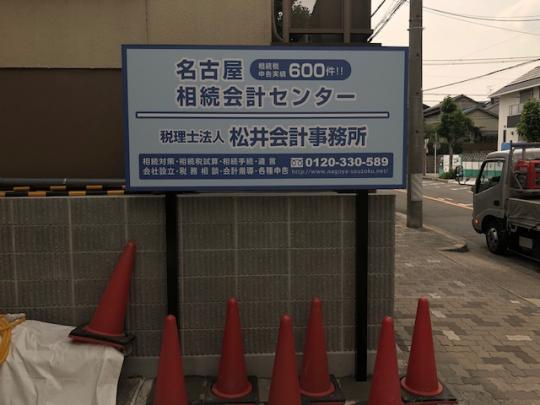 名古屋 相続税 申告実績 600件!!
相続会計センター
税理士法人 松井会計事務所
相続対策・相続税試算・相続手続・遺言
会社設立・税務相談・会計指導・各種申告
0120-330-589
http://www.nagoya-souzoku.net/